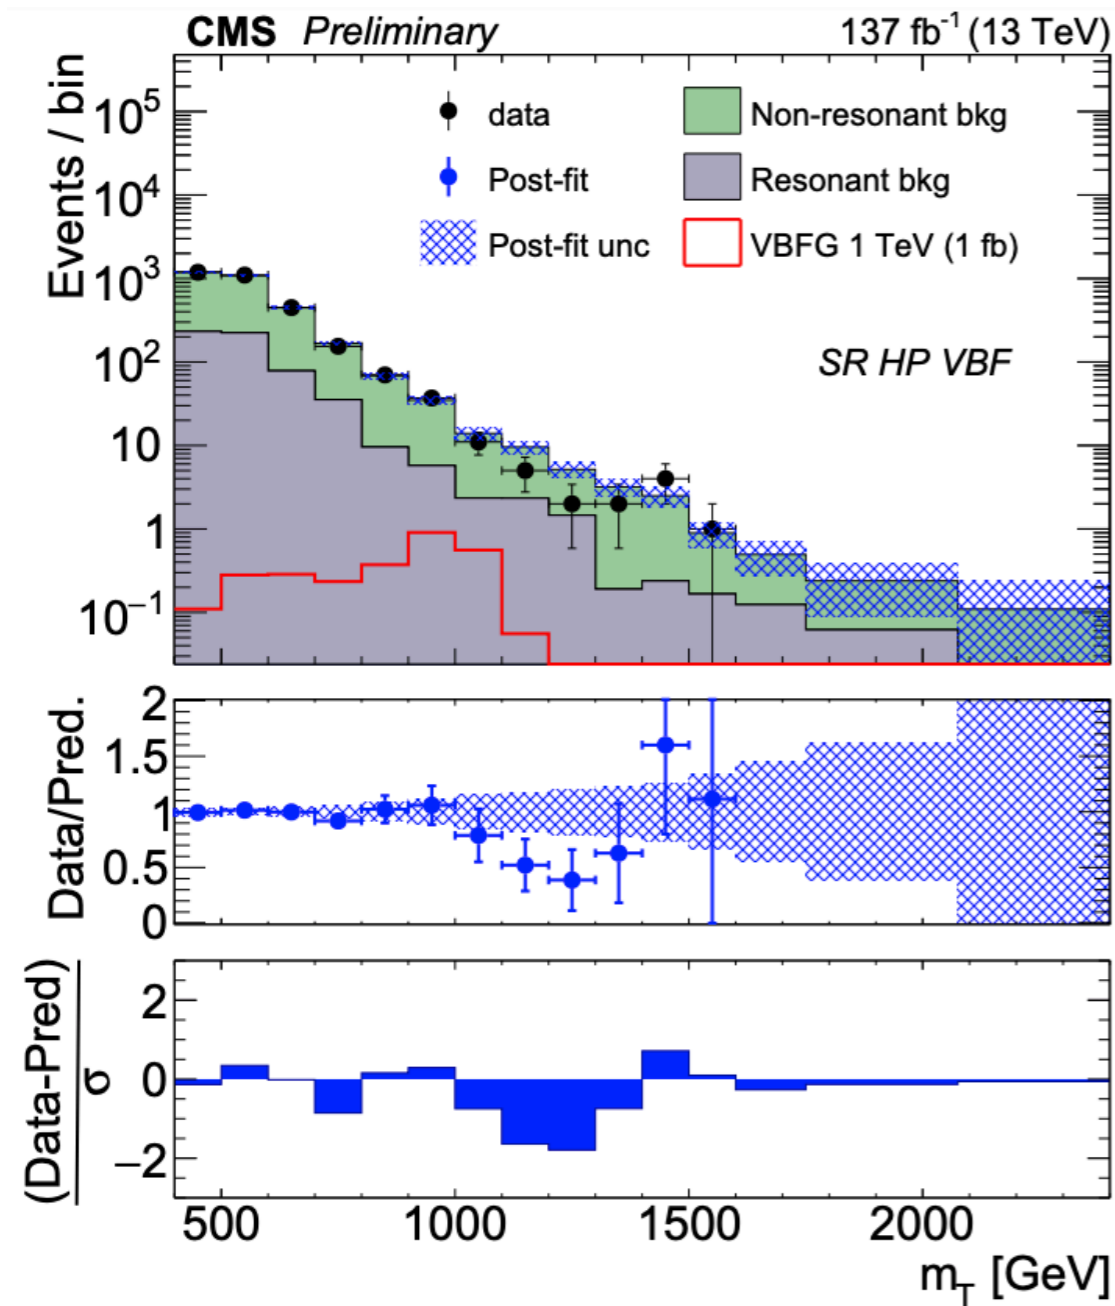 CMS Preliminary 137 fb⁻¹ (13 TeV)
Events / bin
10⁵
10⁴
10³
10²
10
1
10⁻¹
data
Post-fit
Post-fit unc
Non-resonant bkg
Resonant bkg
VBFG 1 TeV (1 fb)
SR HP VBF
Data/Pred.
2
1.5
1
0.5
0
(Data-Pred)
σ
2
0
−2
500 1000 1500 2000
m_T [GeV]